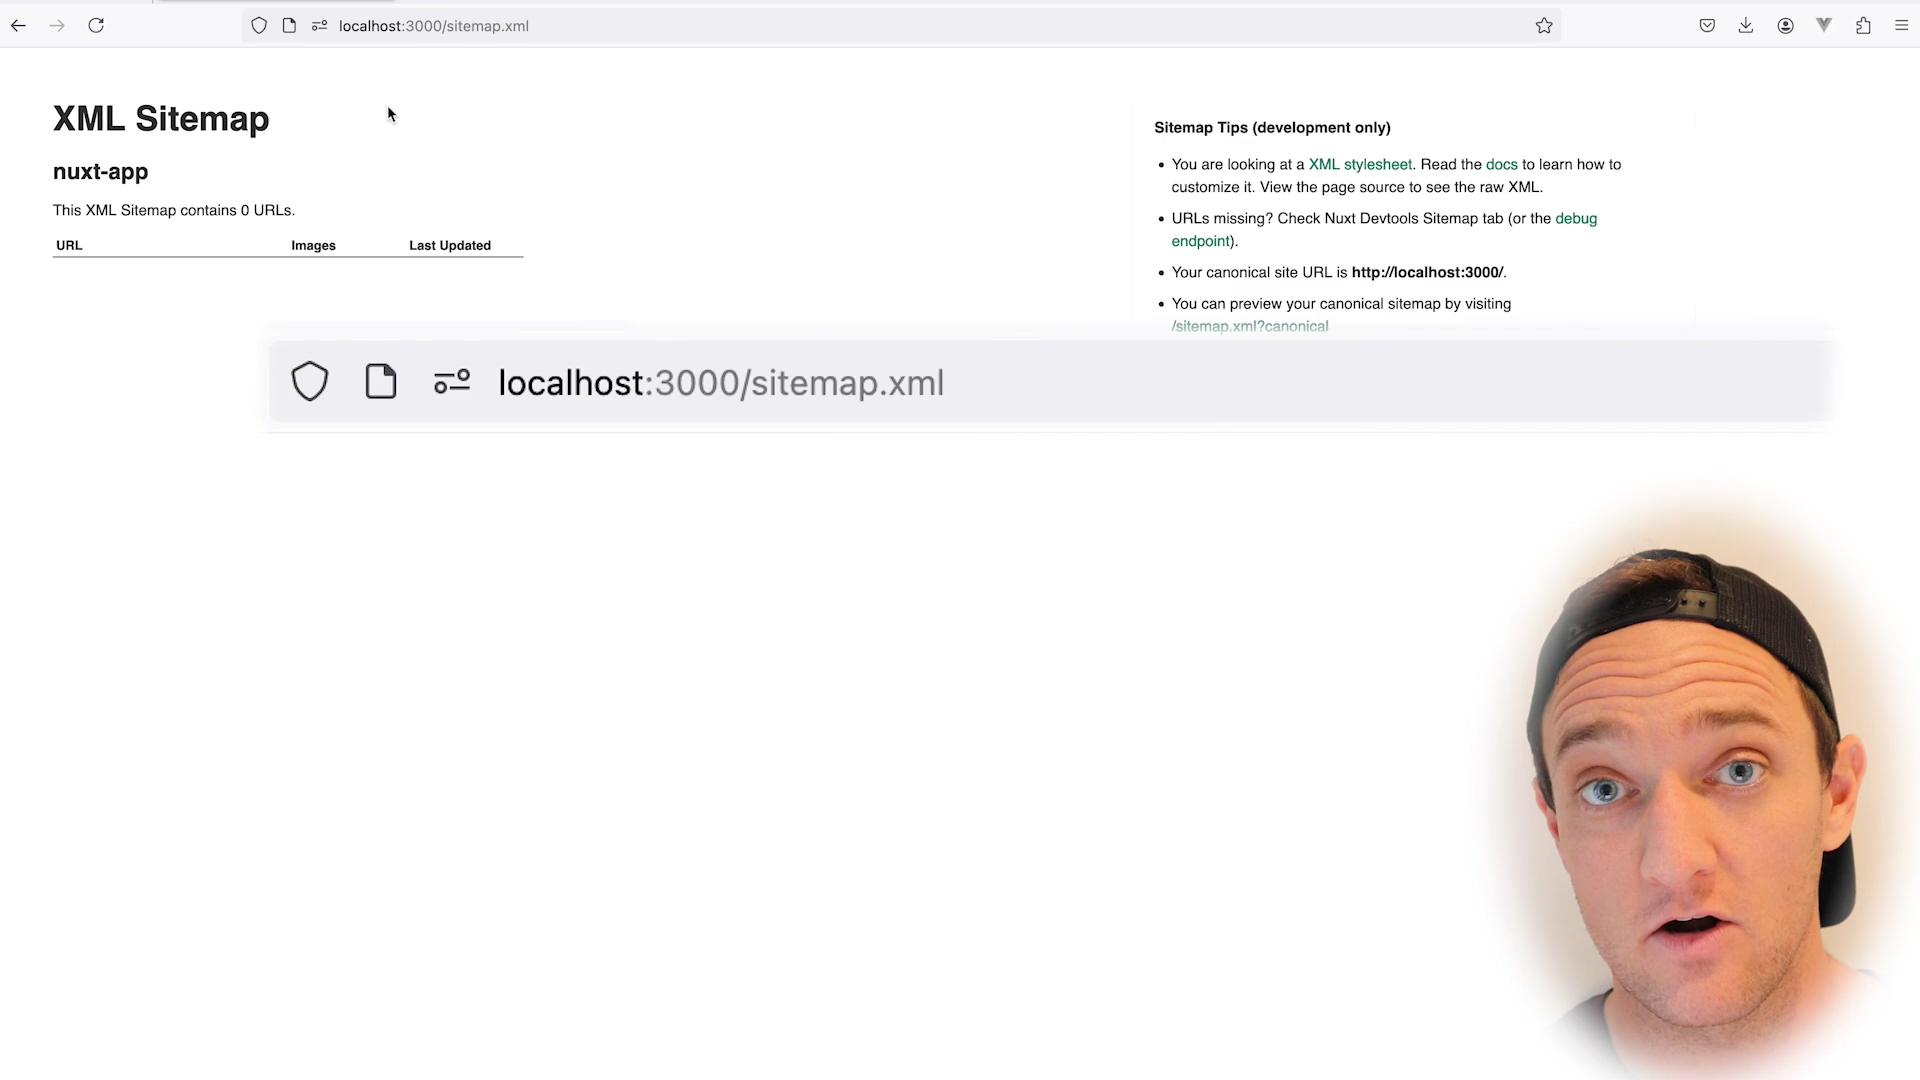 localhost:3000/sitemap.xml
XML Sitemap
nuxt-app
This XML Sitemap contains 0 URLs.
URL Images Last Updated
Sitemap Tips (development only)
• You are looking at a XML stylesheet. Read the docs to learn how to
customize it. View the page source to see the raw XML.
• URLs missing? Check Nuxt Devtools Sitemap tab (or the debug
endpoint).
• Your canonical site URL is http://localhost:3000/.
• You can preview your canonical sitemap by visiting
/sitemap.xml?canonical
localhost:3000/sitemap.xml